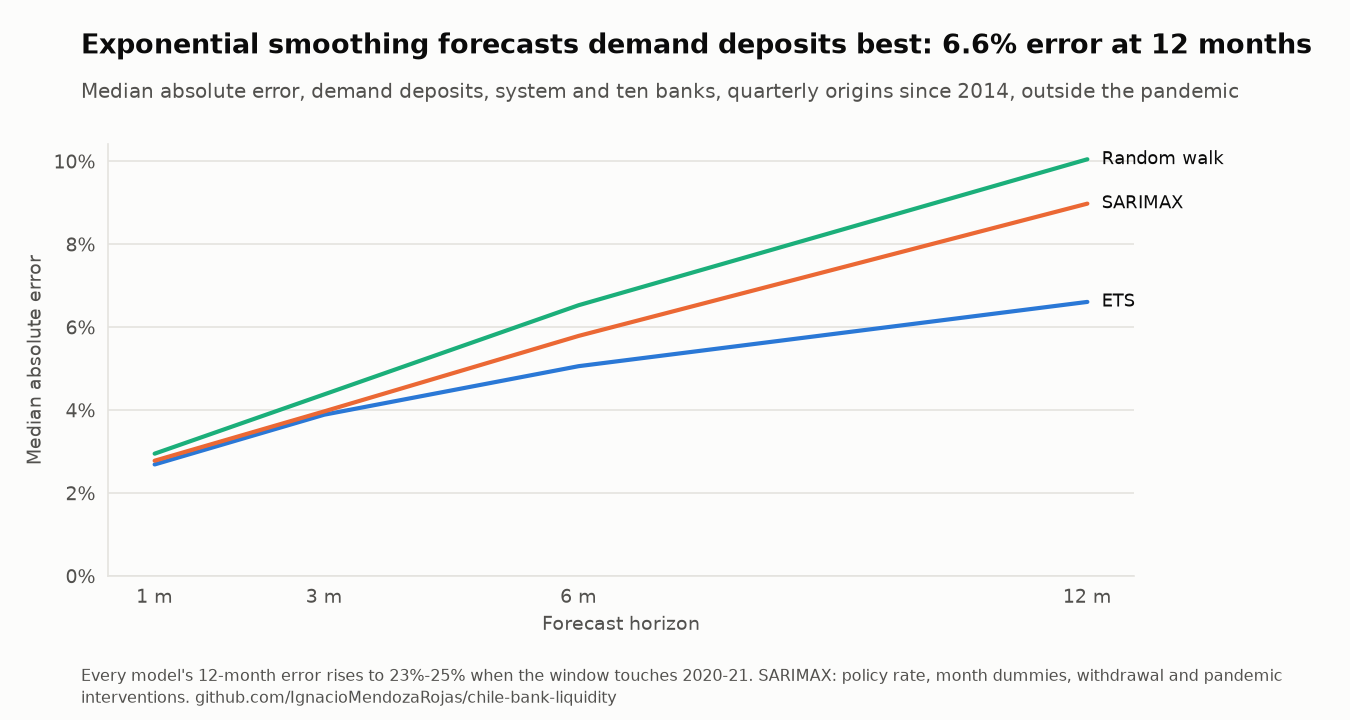 Exponential smoothing forecasts demand deposits best: 6.6% error at 12 months
Median absolute error, demand deposits, system and ten banks, quarterly origins since 2014, outside the pandemic
10%
8%
6%
4%
2%
0%
Median absolute error
Random walk
SARIMAX
ETS
1 m
3 m
6 m
12 m
Forecast horizon
Every model's 12-month error rises to 23%-25% when the window touches 2020-21. SARIMAX: policy rate, month dummies, withdrawal and pandemic
interventions. github.com/IgnacioMendozaRojas/chile-bank-liquidity